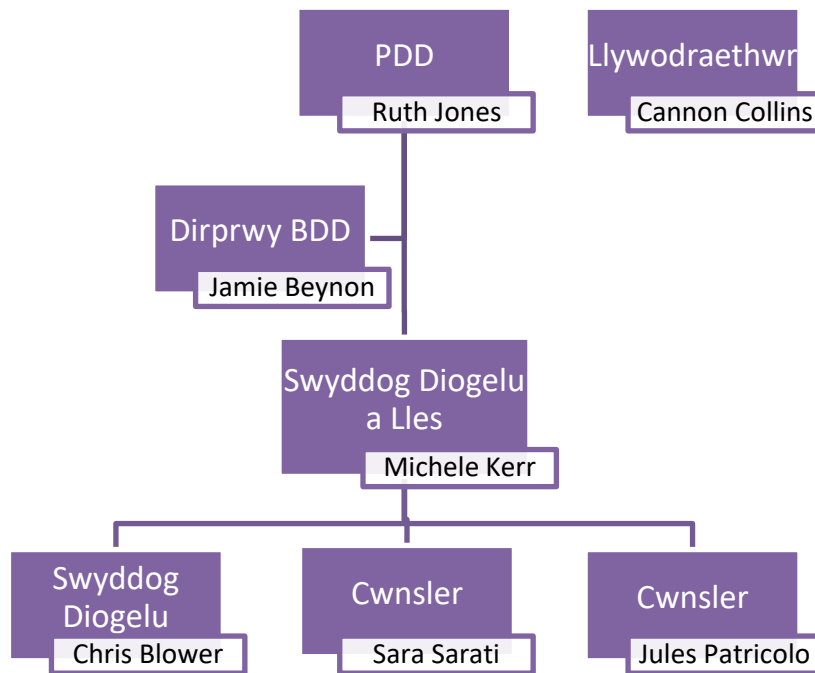 PDD
Ruth Jones
Llywodraethwr
Cannon Collins
Dirprwy BDD
Jamie Beynon
Swyddog Diogelu
a Lles
Michele Kerr
Swyddog
Diogelu
Chris Blower
Cwnsler
Sara Sarati
Cwnsler
Jules Patricolo